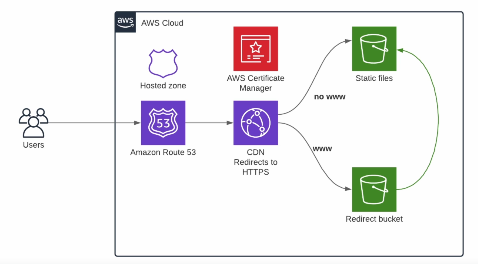 aws
AWS Cloud
Hosted zone
AWS Certificate
Manager
Static files
no www
Users
53
Amazon Route 53
CDN
Redirects to
HTTPS
www
Redirect bucket